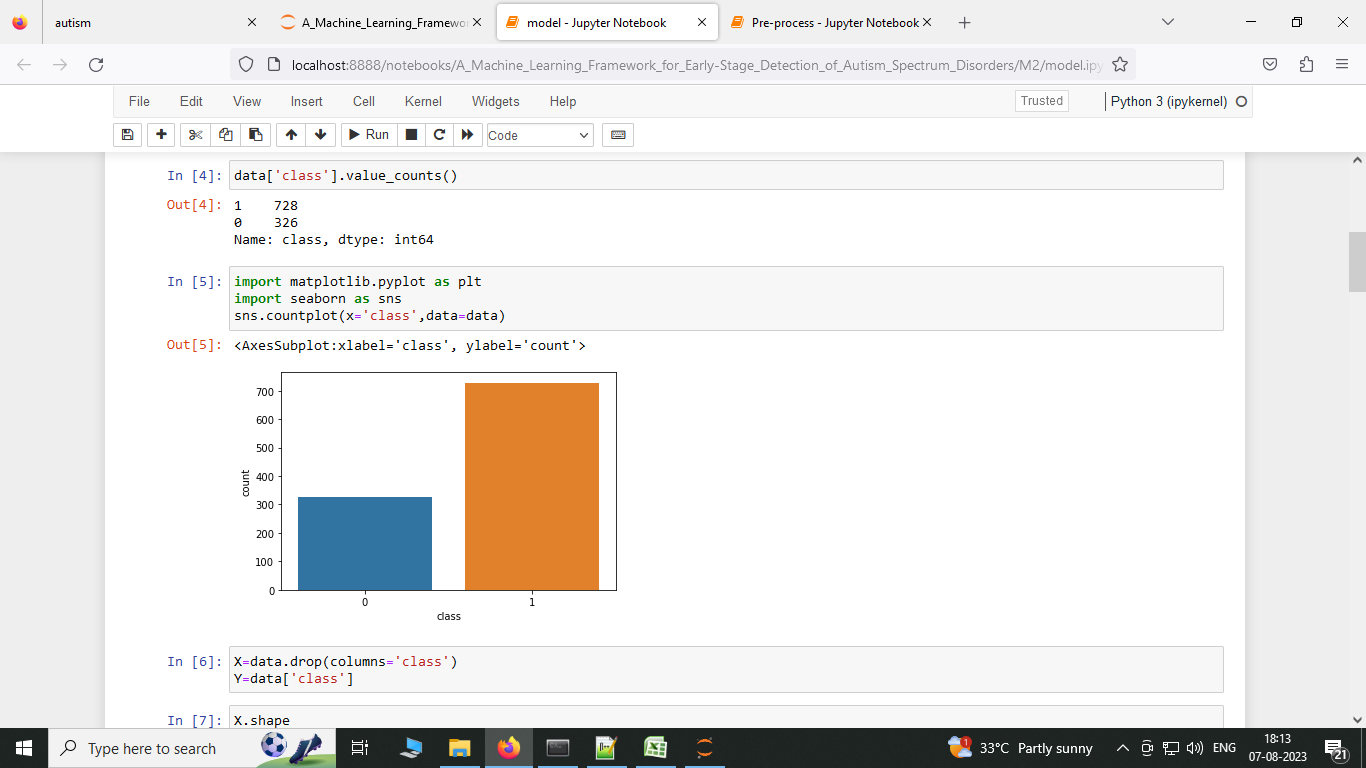 autism
A_Machine_Learning_Framewor
model - Jupyter Notebook
Pre-process - Jupyter Notebook
localhost:8888/notebooks/A_Machine_Learning_Framework_for_Early-Stage_Detection_of_Autism_Spectrum_Disorders/M2/model.ipy
File Edit View Insert Cell Kernel Widgets Help Trusted Python 3 (ipykernel)
Run Code
In [4]: data['class'].value_counts()
Out[4]: 1 728
0 326
Name: class, dtype: int64
In [5]: import matplotlib.pyplot as plt
import seaborn as sns
sns.countplot(x='class',data=data)
Out[5]: <AxesSubplot:xlabel='class', ylabel='count'>
700
600
500
400
300
200
100
0
count
0 1
class
In [6]: X=data.drop(columns='class')
Y=data['class']
In [7]: X.shape
Type here to search
1
33°C Partly sunny
ENG
18:13
07-08-2023
21